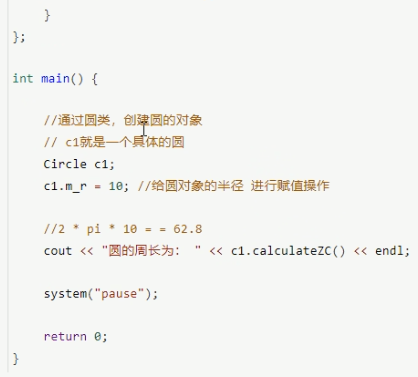 }
};
int main() {
//通过圆类，创建圆的对象
// c1就是一个具体的圆
Circle c1;
c1.m_r = 10; //给圆对象的半径 进行赋值操作
//2 * pi * 10 = = 62.8
cout << "圆的周长为： " << c1.calculateZC() << endl;
system("pause");
return 0;
}